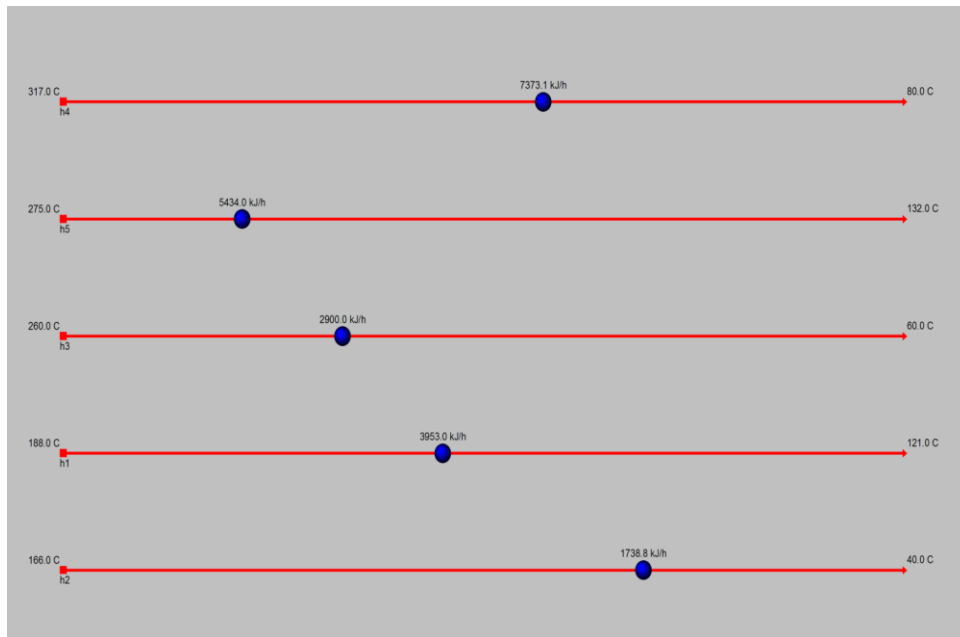 7373.1 kJ/h
317.0 C
80.0 C
h4
5434.0 kJ/h
275.0 C
132.0 C
h5
2900.0 kJ/h
260.0 C
60.0 C
h3
3953.0 kJ/h
188.0 C
121.0 C
h1
1738.8 kJ/h
166.0 C
40.0 C
h2